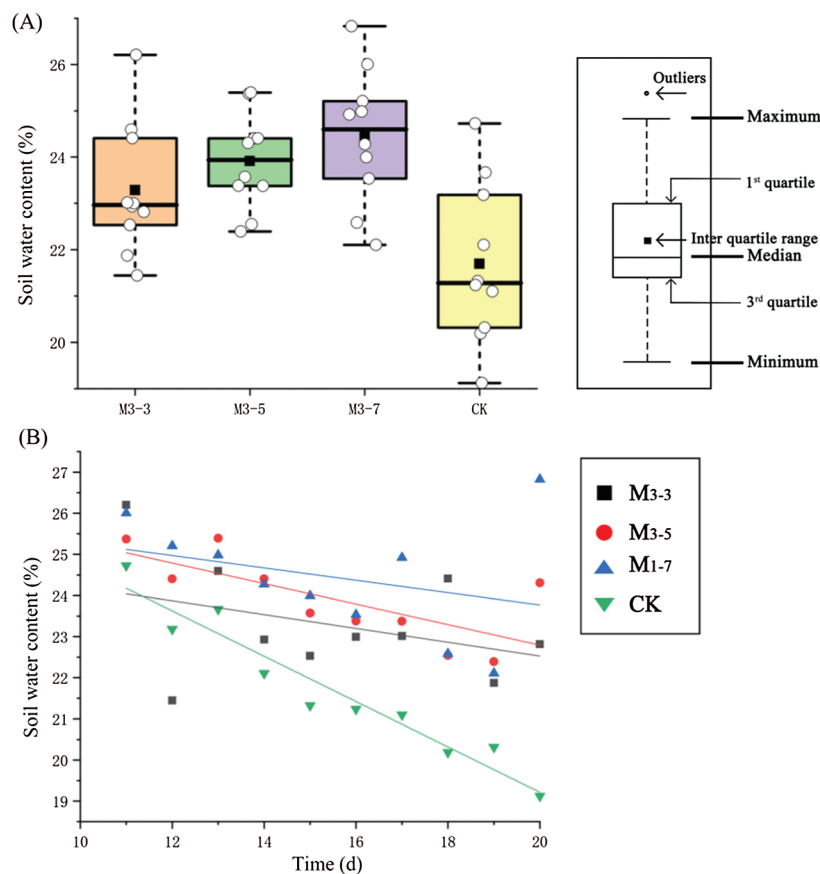 (A)
Soil water content (%)
26
24
22
20
M3-3 M3-5 M3-7 CK
Outliers
Maximum
1st quartile
Inter quartile range
Median
3rd quartile
Minimum
(B)
Soil water content (%)
27
26
25
24
23
22
21
20
19
10 12 14 16 18 20
Time (d)
M3-3
M3-5
M1-7
CK